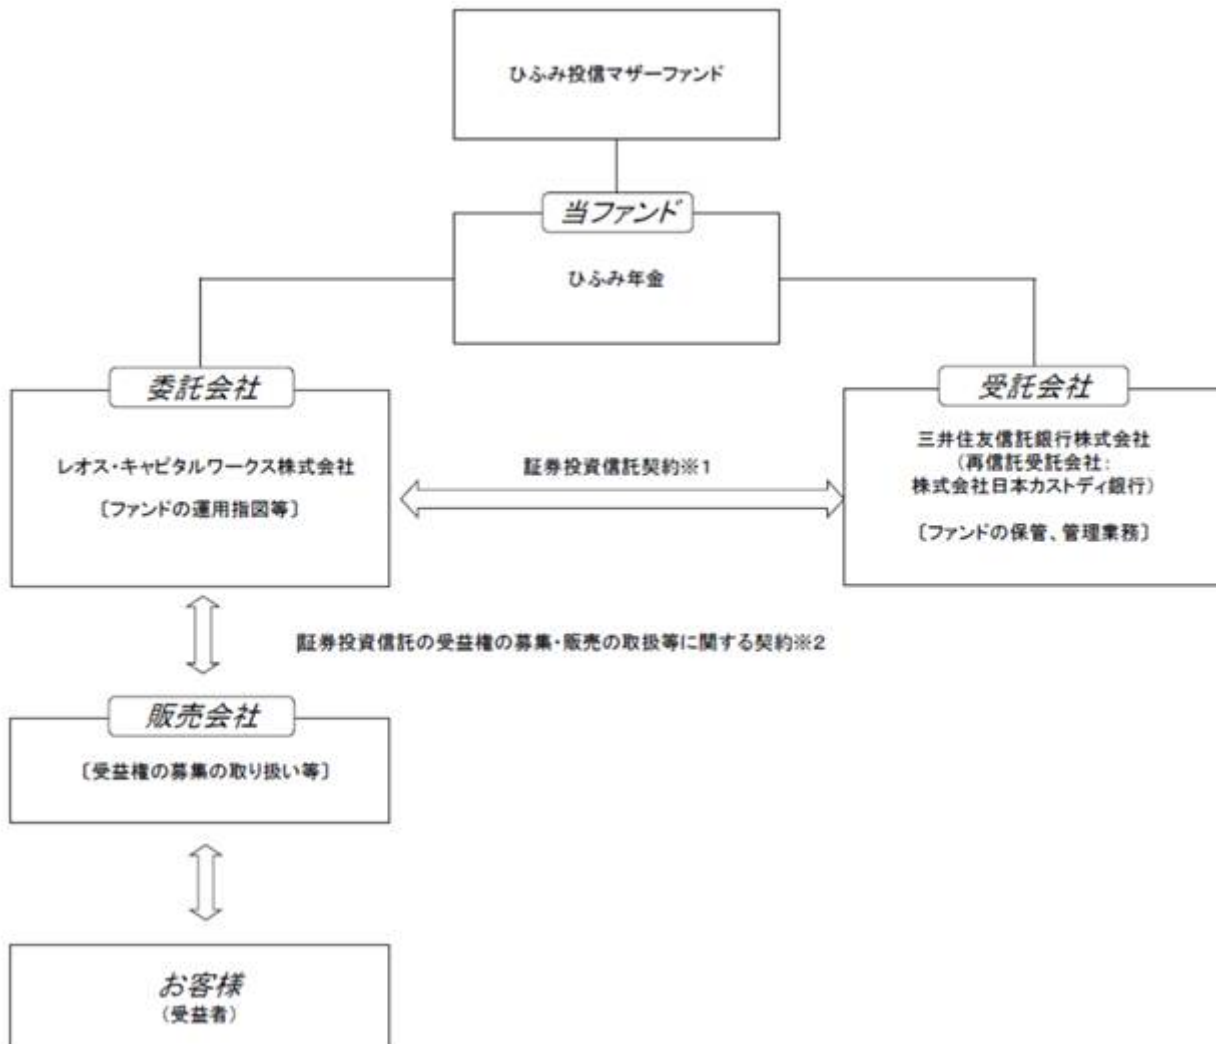 ひふみ投信マザーファンド
当ファンド
ひふみ年金
委託会社
レオス・キャピタルワークス株式会社
〔ファンドの運用指図等〕
証券投資信託契約※1
受託会社
三井住友信託銀行株式会社
（再信託受託会社：
株式会社日本カストディ銀行）
〔ファンドの保管、管理業務〕
証券投資信託の受益権の募集・販売の取扱等に関する契約※2
販売会社
〔受益権の募集の取り扱い等〕
お客様
（受益者）